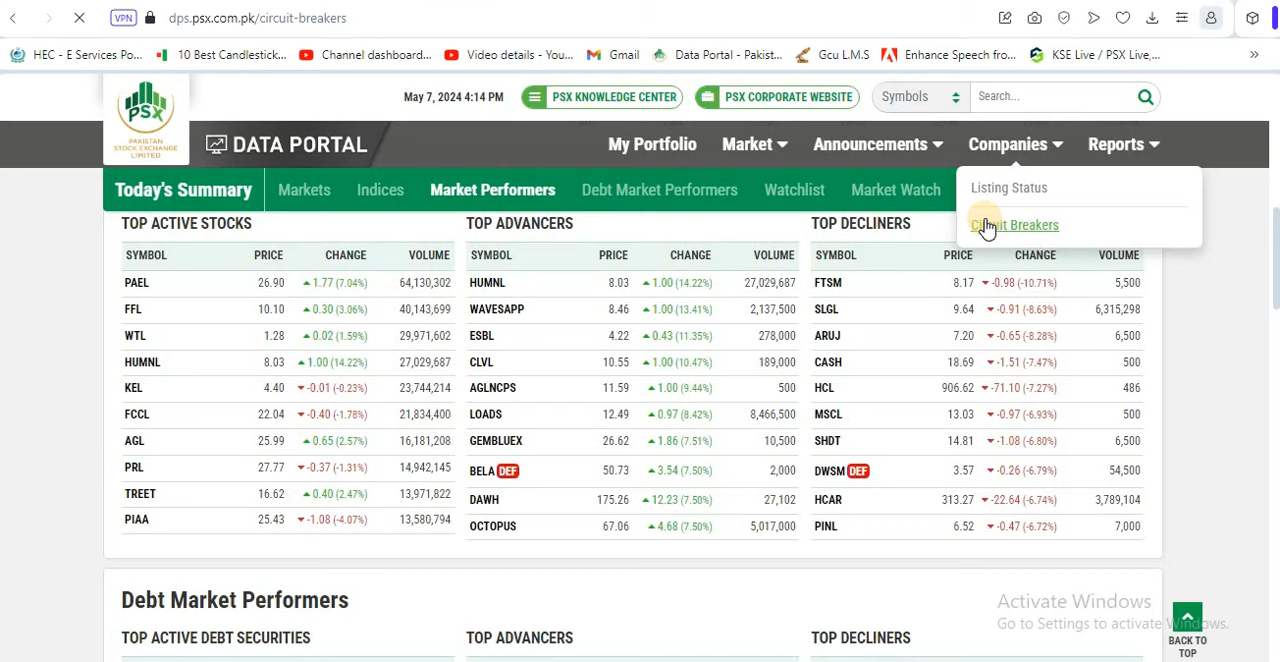 VPN dps.psx.com.pk/circuit-breakers
HEC - E Services Po... 10 Best Candlestick... Channel dashboard... Video details - You... Gmail Data Portal - Pakist... Gcu L.M.S Enhance Speech fro... KSE Live / PSX Live,... »
PSX
PAKISTAN
STOCK EXCHANGE
LIMITED
May 7, 2024 4:14 PM PSX KNOWLEDGE CENTER PSX CORPORATE WEBSITE Symbols Search...
DATA PORTAL My Portfolio Market Announcements Companies Reports
Today's Summary Markets Indices Market Performers Debt Market Performers Watchlist Market Watch
Listing Status
Circuit Breakers
TOP ACTIVE STOCKS TOP ADVANCERS TOP DECLINERS
SYMBOL PRICE CHANGE VOLUME SYMBOL PRICE CHANGE VOLUME SYMBOL PRICE CHANGE VOLUME
PAEL 26.90 1.77 (7.04%) 64,130,302 HUMNL 8.03 1.00 (14.22%) 27,029,687 FTSM 8.17 -0.98 (-10.71%) 5,500
FFL 10.10 0.30 (3.06%) 40,143,699 WAVESAPP 8.46 1.00 (13.41%) 2,137,500 SLGL 9.64 -0.91 (-8.63%) 6,315,298
WTL 1.28 0.02 (1.59%) 29,971,602 ESBL 4.22 0.43 (11.35%) 278,000 ARUJ 7.20 -0.65 (-8.28%) 6,500
HUMNL 8.03 1.00 (14.22%) 27,029,687 CLVL 10.55 1.00 (10.47%) 189,000 CASH 18.69 -1.51 (-7.47%) 500
KEL 4.40 -0.01 (-0.23%) 23,744,214 AGLNCPS 11.59 1.00 (9.44%) 500 HCL 906.62 -71.10 (-7.27%) 486
FCCL 22.04 -0.40 (-1.78%) 21,834,400 LOADS 12.49 0.97 (8.42%) 8,466,500 MSCL 13.03 -0.97 (-6.93%) 500
AGL 25.99 0.65 (2.57%) 16,181,208 GEMBLUEX 26.62 1.86 (7.51%) 10,500 SHDT 14.81 -1.08 (-6.80%) 6,500
PRL 27.77 -0.37 (-1.31%) 14,942,145 BELA DEF 50.73 3.54 (7.50%) 2,000 DWSM DEF 3.57 -0.26 (-6.79%) 54,500
TREET 16.62 0.40 (2.47%) 13,971,822 DAWH 175.26 12.23 (7.50%) 27,102 HCAR 313.27 -22.64 (-6.74%) 3,789,104
PIAA 25.43 -1.08 (-4.07%) 13,580,794 OCTOPUS 67.06 4.68 (7.50%) 5,017,000 PINL 6.52 -0.47 (-6.72%) 7,000
Debt Market Performers
TOP ACTIVE DEBT SECURITIES TOP ADVANCERS TOP DECLINERS
Activate Windows
Go to Settings to activate Windows.
BACK TO
TOP